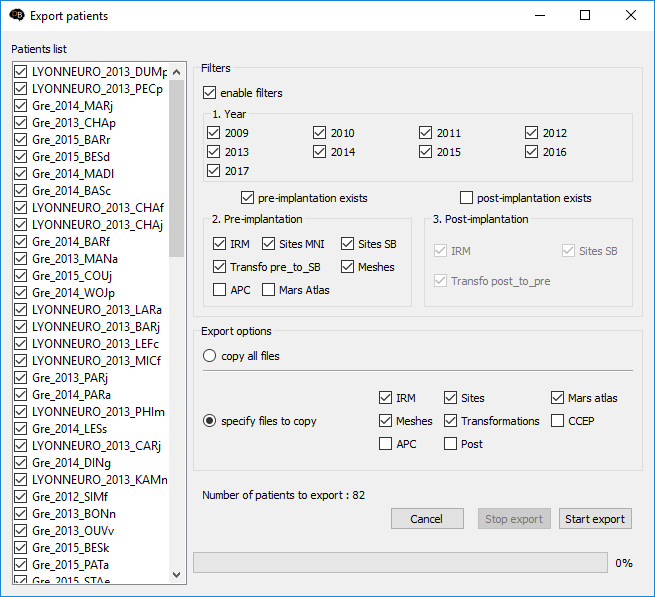 Export patients
Patients list
LYONNEURO_2013_DUMp
LYONNEURO_2013_PECp
Gre_2014_MARj
Gre_2013_CHAp
Gre_2015_BARr
Gre_2015_BESd
Gre_2014_MADI
Gre_2014_BASc
LYONNEURO_2013_CHAf
LYONNEURO_2013_CHAj
Gre_2014_BARf
Gre_2013_MANa
Gre_2015_COUj
Gre_2014_WOJp
LYONNEURO_2013_LARa
LYONNEURO_2013_BARj
LYONNEURO_2013_LEFc
LYONNEURO_2013_MICf
Gre_2013_PARj
Gre_2014_PARa
LYONNEURO_2013_PHIm
Gre_2014_LESs
LYONNEURO_2013_CARj
Gre_2014_DINg
LYONNEURO_2013_KAMn
Gre_2012_SIMf
Gre_2013_BONn
Gre_2013_OUVv
Gre_2015_BESk
Gre_2015_PATa
Gre_2015_STAe
Filters
enable filters
1. Year
2009 2010 2011 2012
2013 2014 2015 2016
2017
pre-implantation exists post-implantation exists
2. Pre-implantation
IRM Sites MNI Sites SB
Transfo pre_to_SB Meshes
APC Mars Atlas
3. Post-implantation
IRM Sites SB
Transfo post_to_pre
Export options
copy all files
specify files to copy
IRM Sites Mars atlas
Meshes Transformations CCEP
APC Post
Number of patients to export : 82
Cancel Stop export Start export
0%